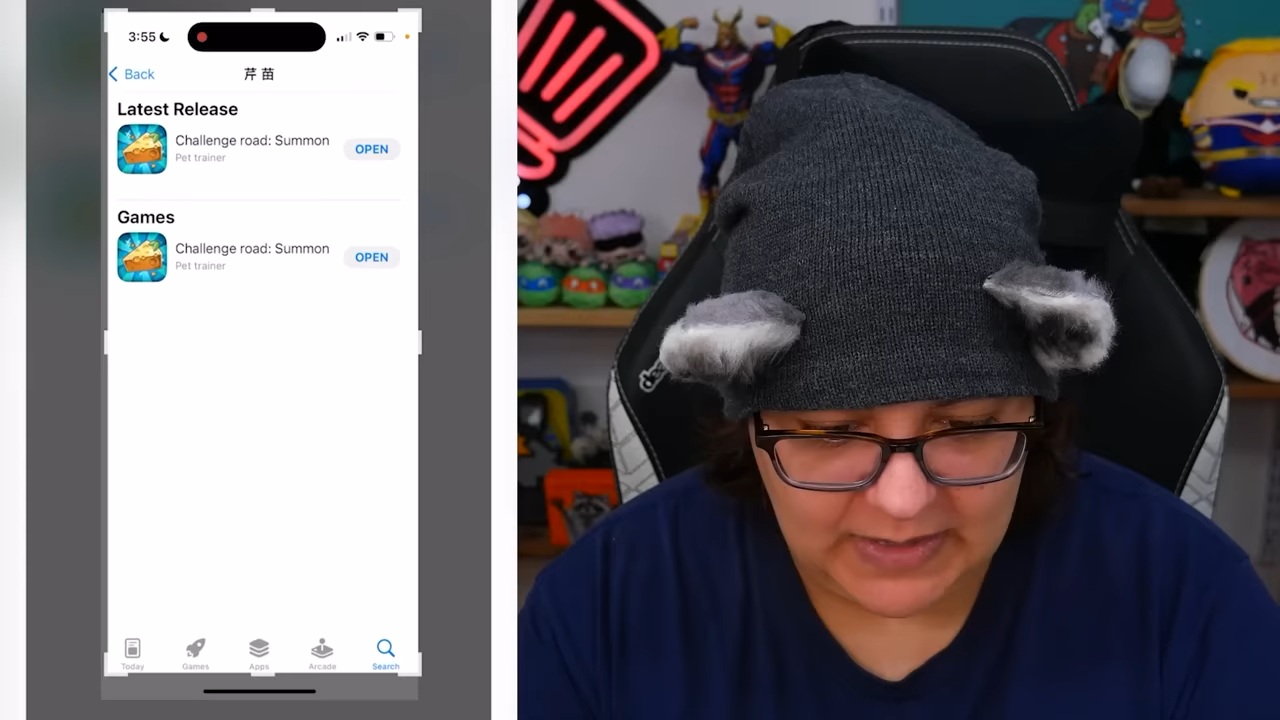 3:55
Back
芹 苗
Latest Release
Challenge road: Summon
Pet trainer
OPEN
Games
Challenge road: Summon
Pet trainer
OPEN
Today
Games
Apps
Arcade
Search